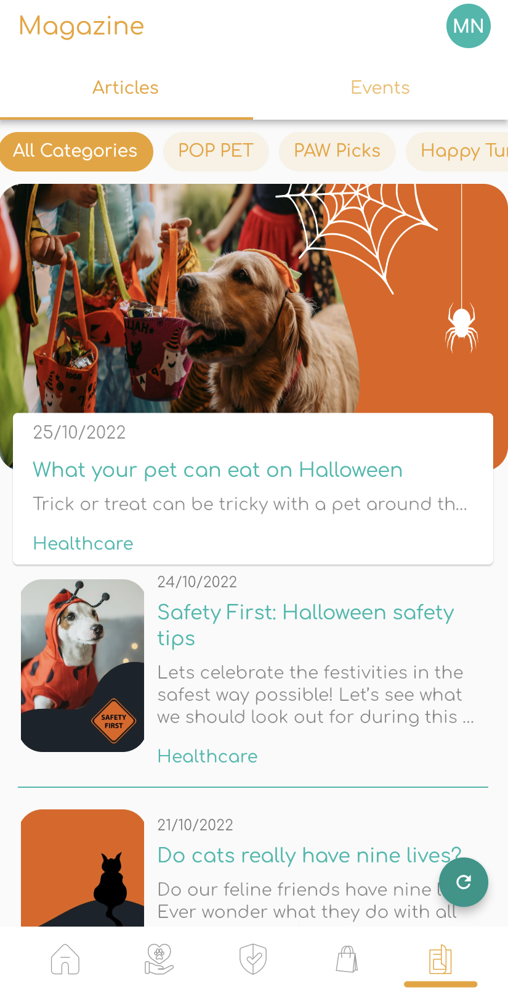 Magazine
MN
Articles
Events
All Categories
POP PET
PAW Picks
Happy
25/10/2022
What your pet can eat on Halloween
Trick or treat can be tricky with a pet around th...
Healthcare
24/10/2022
Safety First: Halloween safety
tips
Lets celebrate the festivities in the
safest way possible! Let’s see what
we should look out for during this ...
Healthcare
SAFETY
FIRST
21/10/2022
Do cats really have nine lives?
Do our feline friends have nine
Ever wonder what they do with all